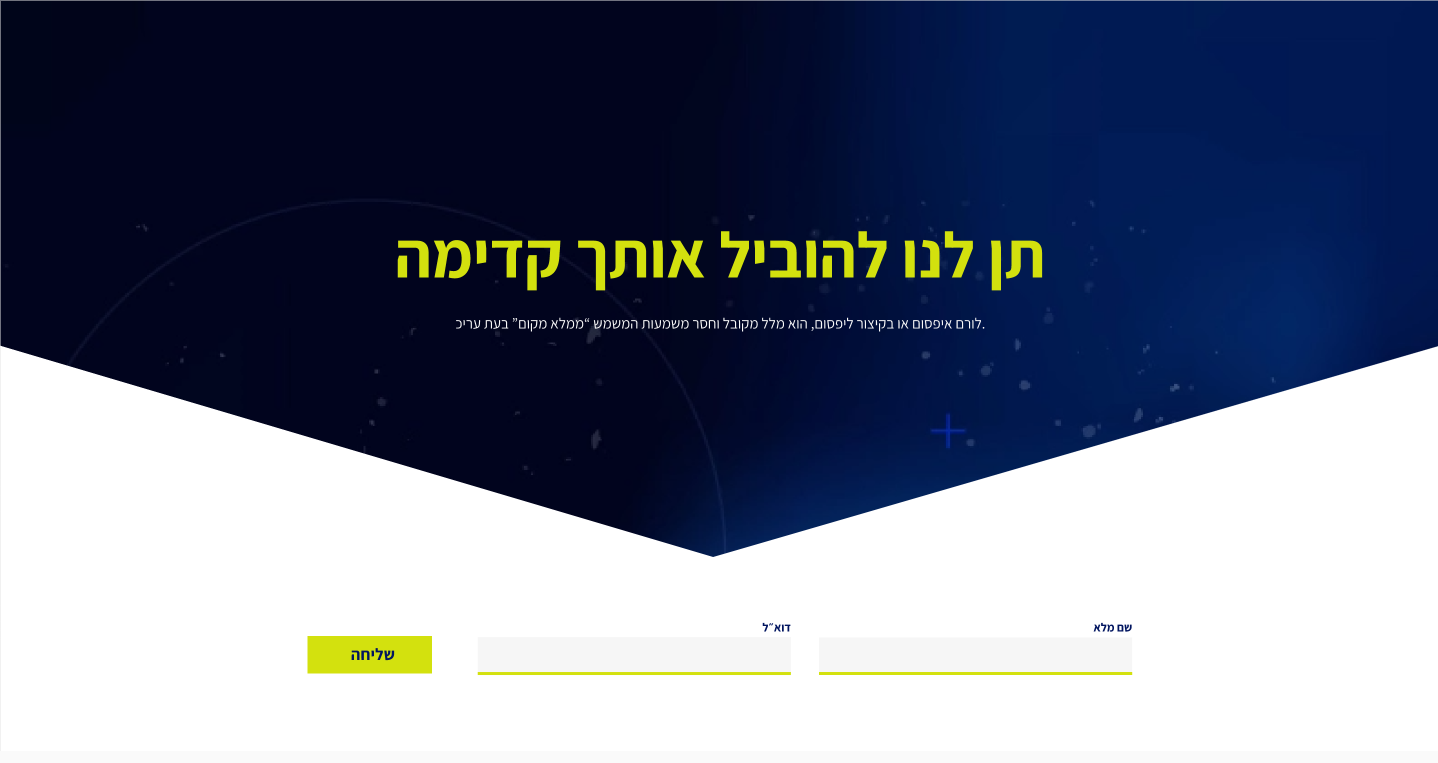 תן לנו להוביל אותך קדימה
לורם איפסום או בקיצור ליפסום, הוא מלל מקובל וחסר משמעות המשמש “ממלא מקום” בעת עריכ.
שם מלא
דוא״ל
שליחה